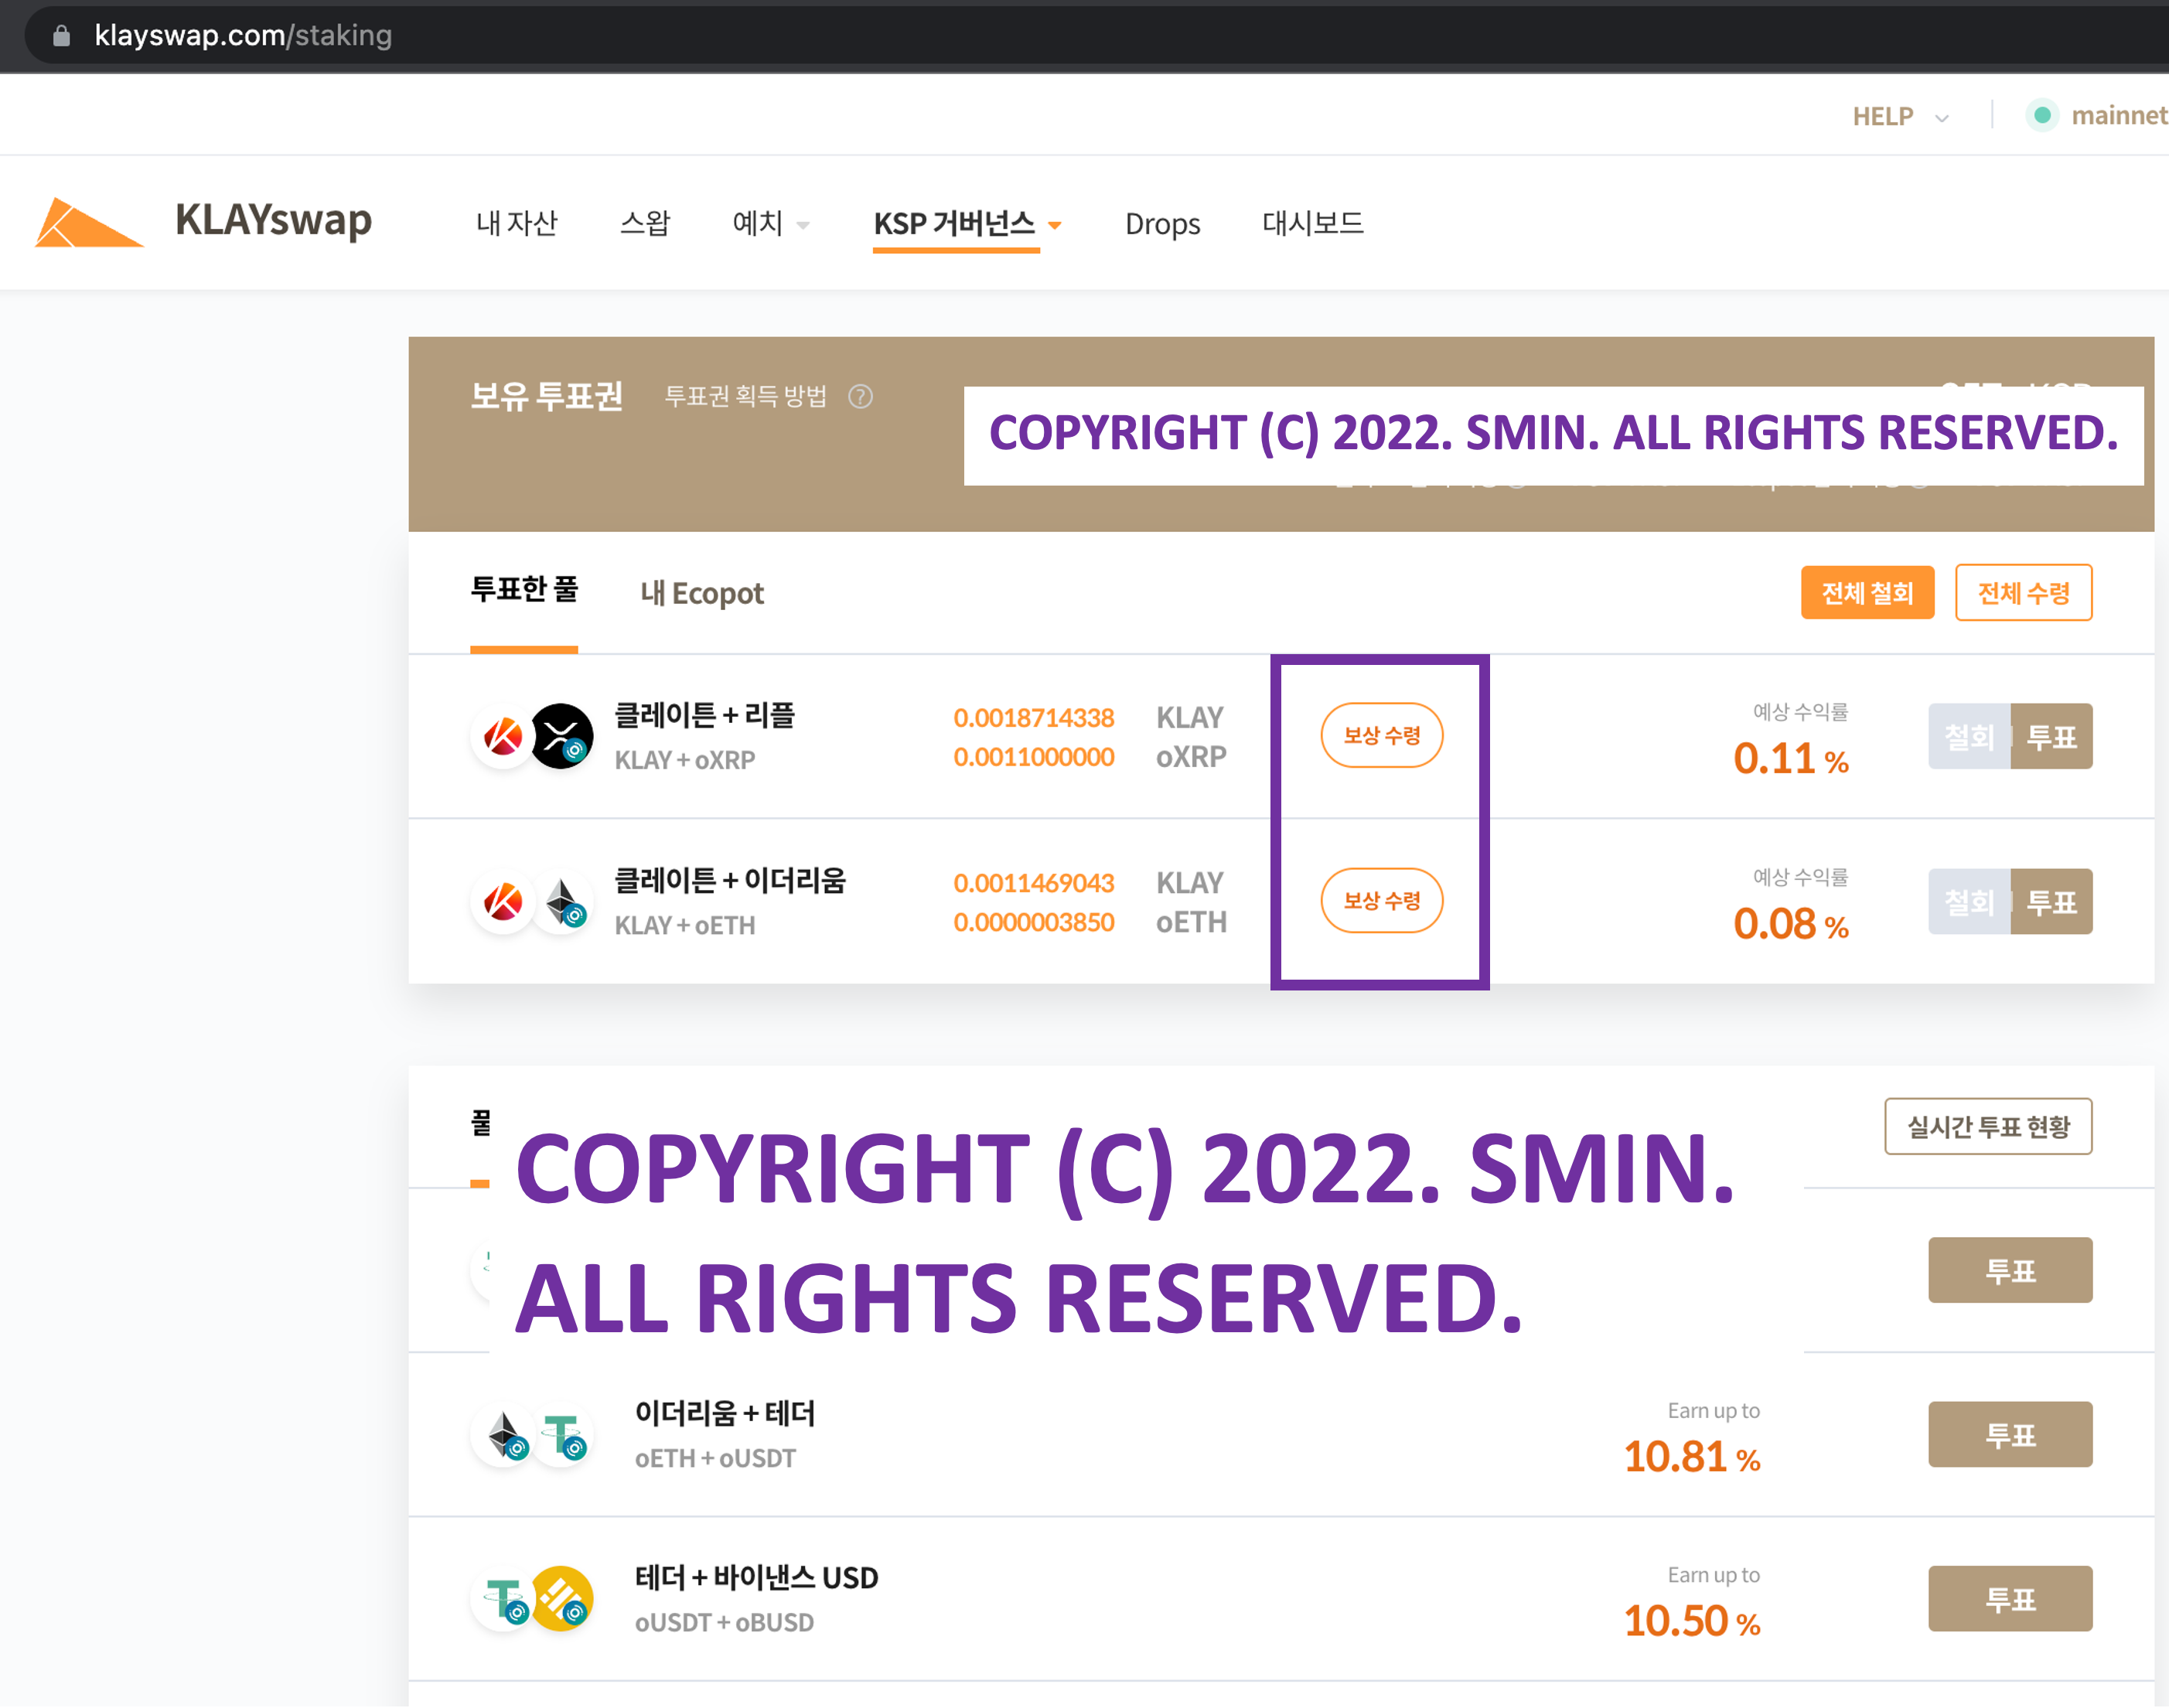 klayswap.com/staking
HELP
mainnet
KLAYswap
내 자산
스왑
예치
KSP 거버넌스
Drops
대시보드
보유 투표권
투표권 획득 방법 ?
COPYRIGHT (C) 2022. SMIN. ALL RIGHTS RESERVED.
투표한 풀
내 Ecopot
전체 철회
전체 수령
클레이튼 + 리플
KLAY + oXRP
0.0018714338 KLAY
0.0011000000 oXRP
보상 수령
예상 수익률
0.11 %
철회
투표
클레이튼 + 이더리움
KLAY + oETH
0.0011469043 KLAY
0.0000003850 oETH
보상 수령
예상 수익률
0.08 %
철회
투표
풀
실시간 투표 현황
COPYRIGHT (C) 2022. SMIN.
ALL RIGHTS RESERVED.
투표
이더리움 + 테더
oETH + oUSDT
Earn up to
10.81 %
투표
테더 + 바이낸스 USD
oUSDT + oBUSD
Earn up to
10.50 %
투표